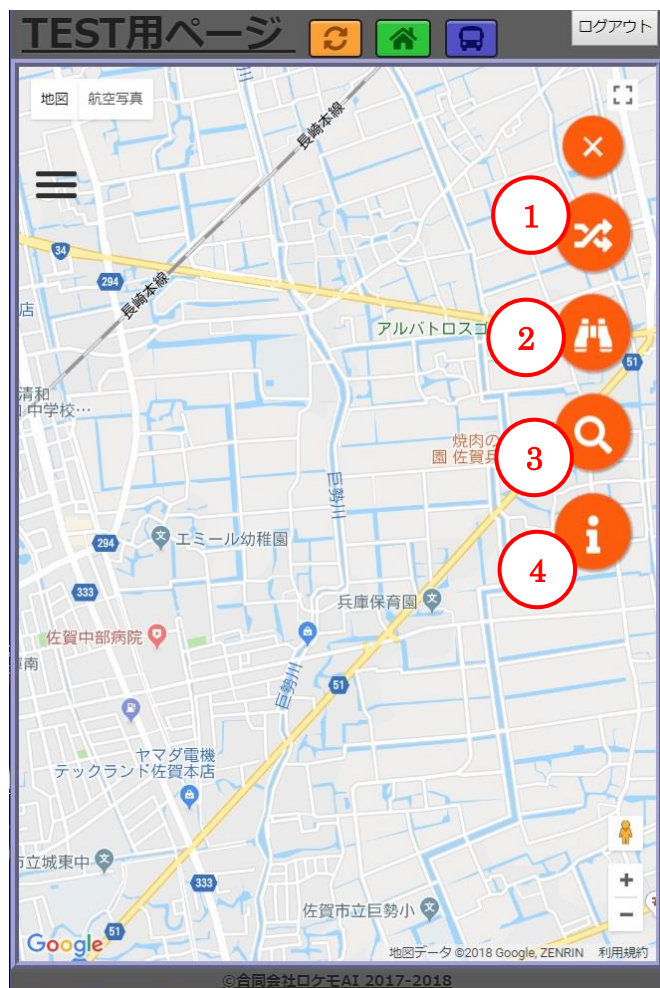 TEST用ページ
ログアウト
地図 航空写真
長崎本線
34
294
長崎本線
店
アルバトロスゴ
1
2
51
清和
中学校…
焼肉の
園 佐賀兵
3
巨勢川
294
エミール幼稚園
4
333
兵庫保育園
佐賀中部病院
南
巨勢川
51
ヤマダ電機
テックランド佐賀本店
市立城東中
333
佐賀市立巨勢小
51
Google
地図データ ©2018 Google, ZENRIN 利用規約
©合同会社ロケモAI 2017-2018